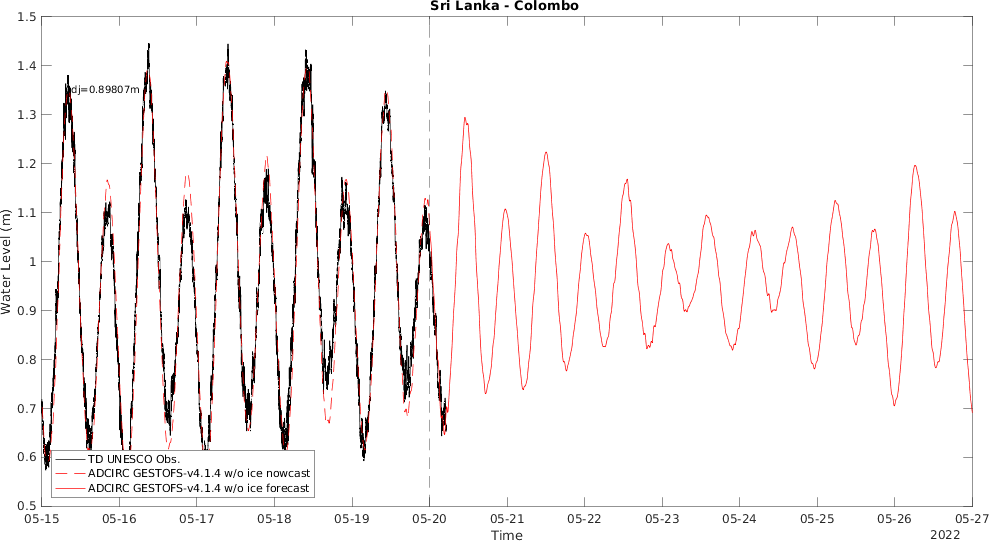 Sri Lanka - Colombo
1.5
1.4
dj=0.89807m
1.3
1.2
1.1
Water Level (m)
1
0.9
0.8
0.7
0.6
TD UNESCO Obs.
ADCIRC GESTOFS-v4.1.4 w/o ice nowcast
ADCIRC GESTOFS-v4.1.4 w/o ice forecast
0.5
05-15 05-16 05-17 05-18 05-19 05-20 05-21 05-22 05-23 05-24 05-25 05-26 05-27
Time
2022